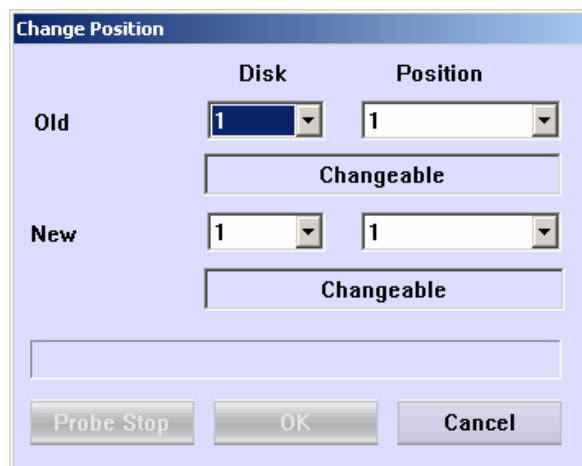 Change Position
Disk Position
Old 1 1
Changeable
New 1 1
Changeable
Probe Stop OK Cancel